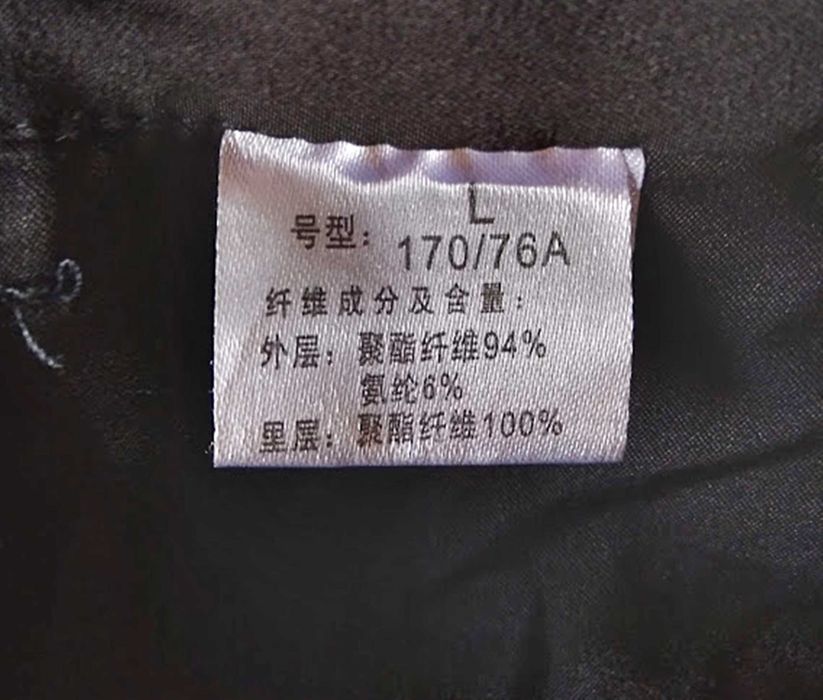 L
号型：170/76A
纤维成分及含量：
外层：聚酯纤维94%
氨纶6%
里层：聚酯纤维100%